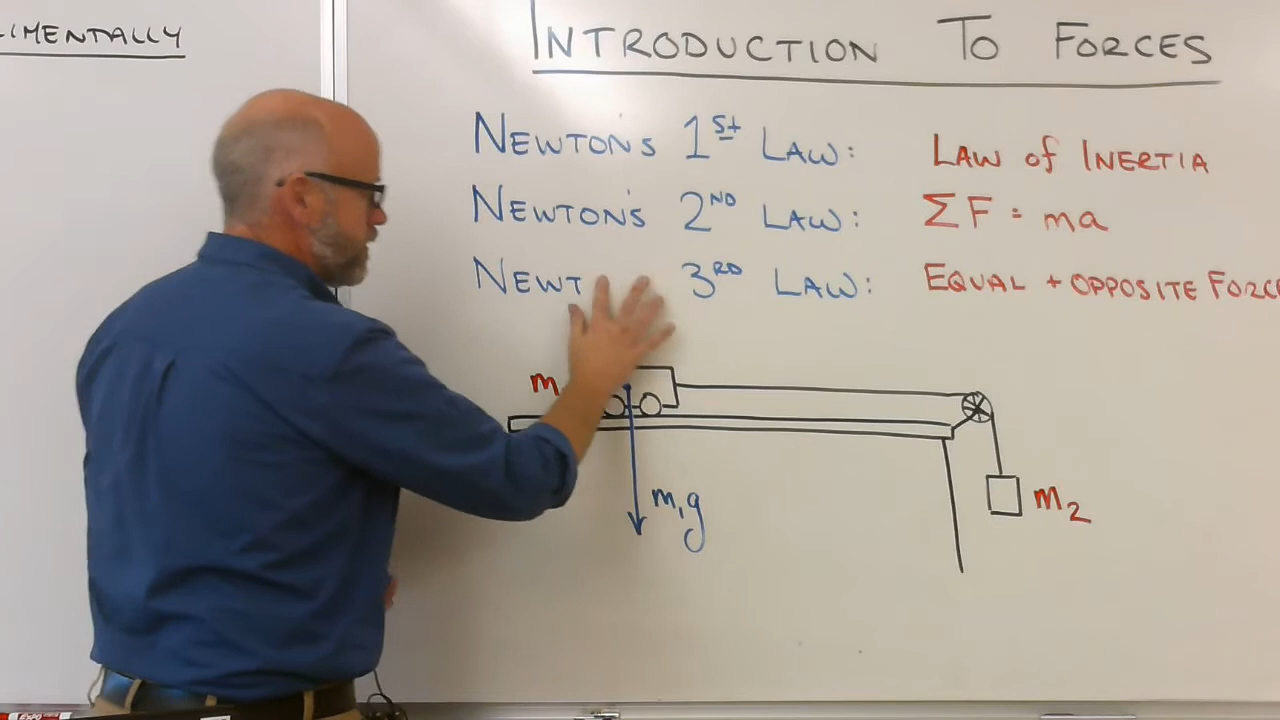 IMENTALLY
INTRODUCTION TO FORCES
NEWTON'S 1st LAW: LAW of INERTIA
NEWTON'S 2ND LAW: ΣF = ma
NEWT 3RD LAW: EQUAL + OPPOSITE FORCE
m
m₁g
m₂